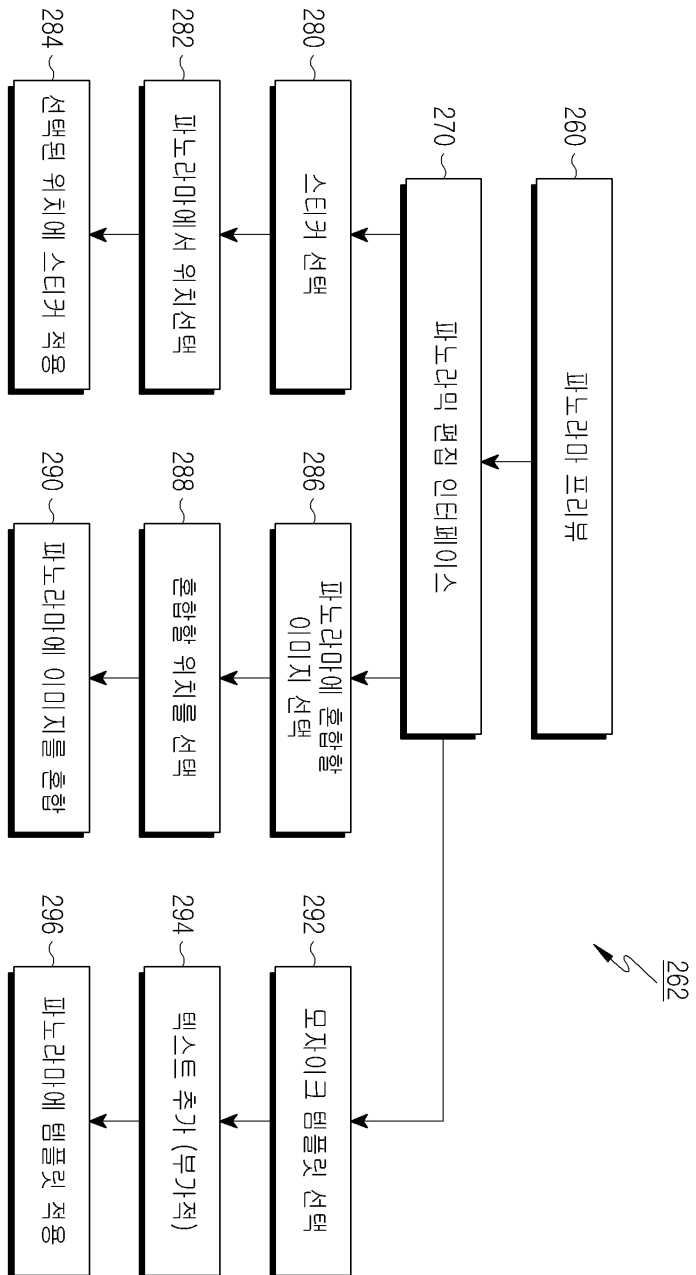 262
260
파노라마 프리뷰
270
파노라믹 편집 인터페이스
280
스티커 선택
282
파노라마에서 위치선택
284
선택된 위치에 스티커 적용
286
파노라마에 혼합할
이미지 선택
288
혼합할 위치를 선택
290
파노라마에 이미지를 혼합
292
모자이크 템플릿 선택
294
텍스트 추가 (부가적)
296
파노라마에 템플릿 적용